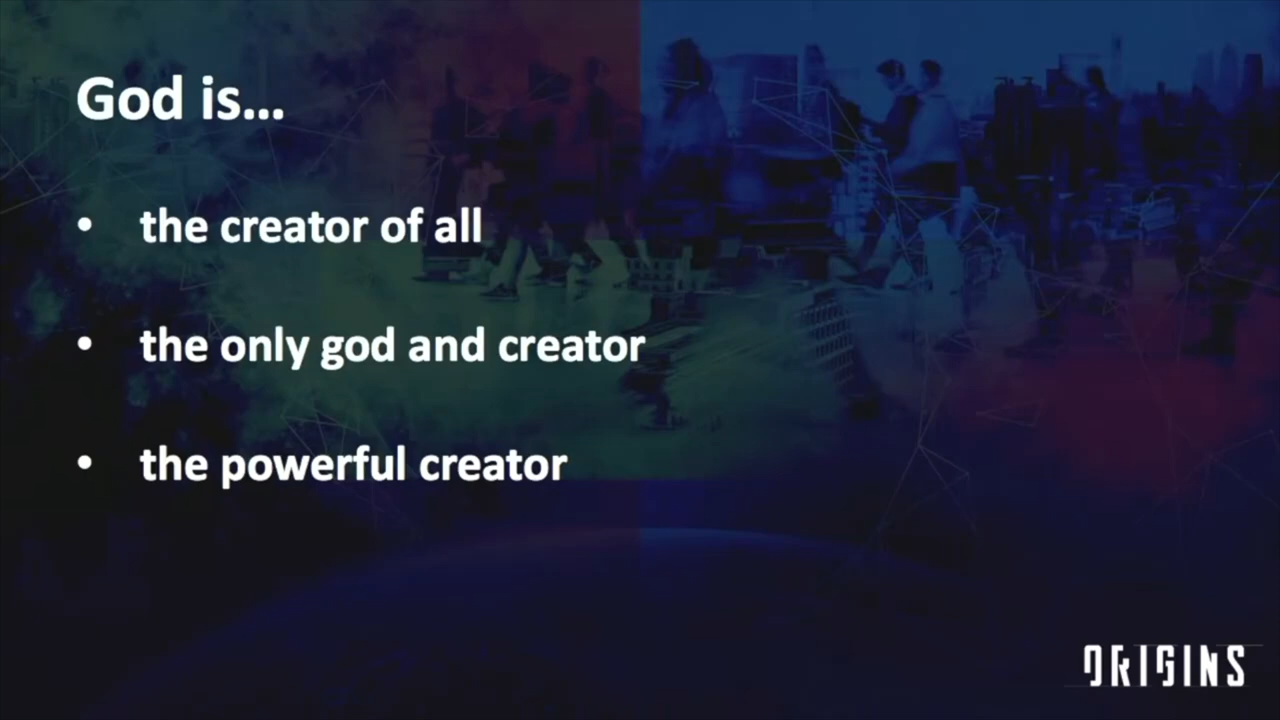 God is...
• the creator of all
• the only god and creator
• the powerful creator
ORIGINS